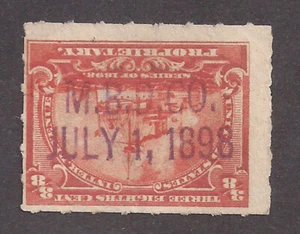 PROPRIETARY.
SERIES OF 1898.
M.B.&CO.
JULY 1, 1898
3/8 3/8
THREE EIGHTHS CENT